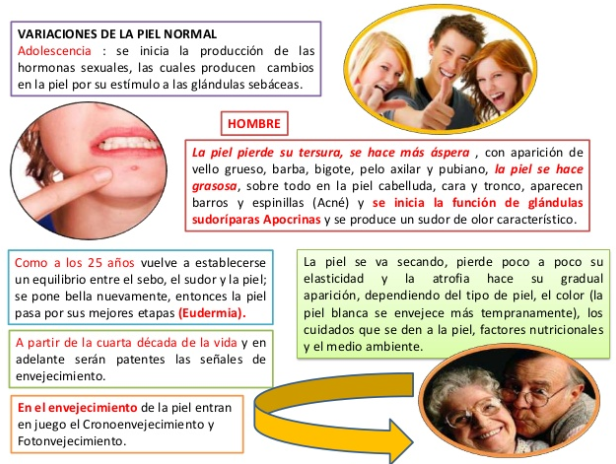 VARIACIONES DE LA PIEL NORMAL
Adolescencia : se inicia la producción de las
hormonas sexuales, las cuales producen cambios
en la piel por su estímulo a las glándulas sebáceas.
HOMBRE
La piel pierde su tersura, se hace más áspera , con aparición de
vello grueso, barba, bigote, pelo axilar y pubiano, la piel se hace
grasosa, sobre todo en la piel cabelluda, cara y tronco, aparecen
barros y espinillas (Acné) y se inicia la función de glándulas
sudoríparas Apocrinas y se produce un sudor de olor característico.
Como a los 25 años vuelve a establecerse
un equilibrio entre el sebo, el sudor y la piel;
se pone bella nuevamente, entonces la piel
pasa por sus mejores etapas (Eudermia).
La piel se va secando, pierde poco a poco su
elasticidad y la atrofia hace su gradual
aparición, dependiendo del tipo de piel, el color (la
piel blanca se envejece más tempranamente), los
cuidados que se den a la piel, factores nutricionales
y el medio ambiente.
A partir de la cuarta década de la vida y en
adelante serán patentes las señales de
envejecimiento.
En el envejecimiento de la piel entran
en juego el Cronoenvejecimiento y
Fotonvejecimiento.